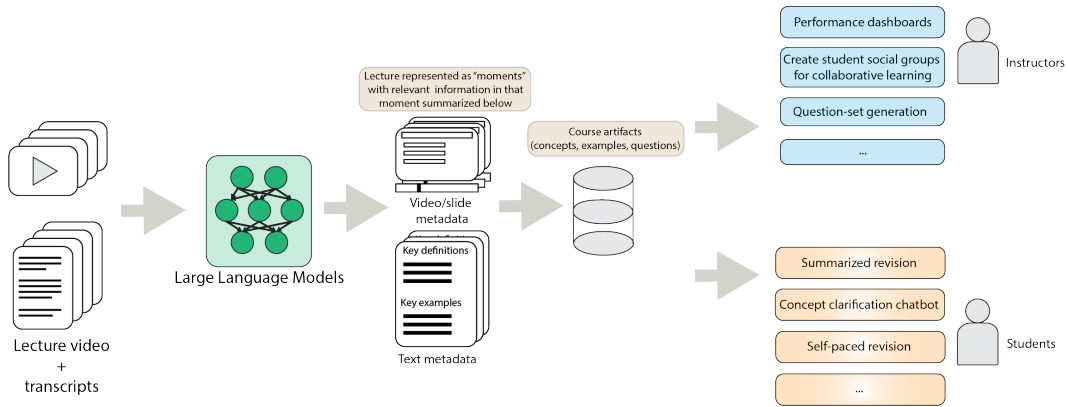 Lecture video
+
transcripts
Large Language Models
Lecture represented as "moments"
with relevant information in that
moment summarized below
Video/slide
metadata
Key definitions
Key examples
Text metadata
Course artifacts
(concepts, examples, questions)
Performance dashboards
Create student social groups
for collaborative learning
Question-set generation
...
Instructors
Summarized revision
Concept clarification chatbot
Self-paced revision
...
Students